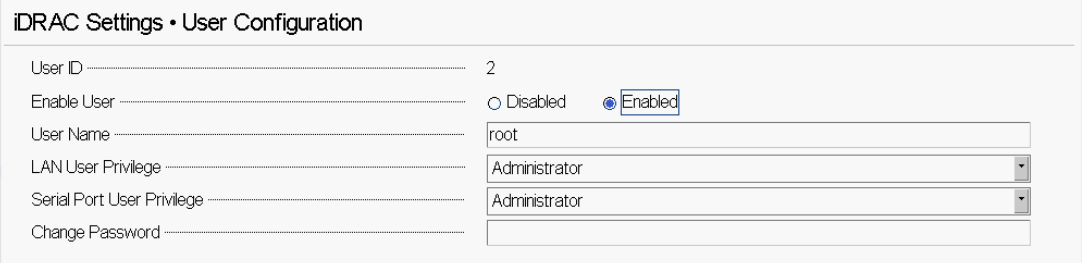 iDRAC Settings • User Configuration
User ID 2
Enable User Disabled Enabled
User Name root
LAN User Privilege Administrator
Serial Port User Privilege Administrator
Change Password